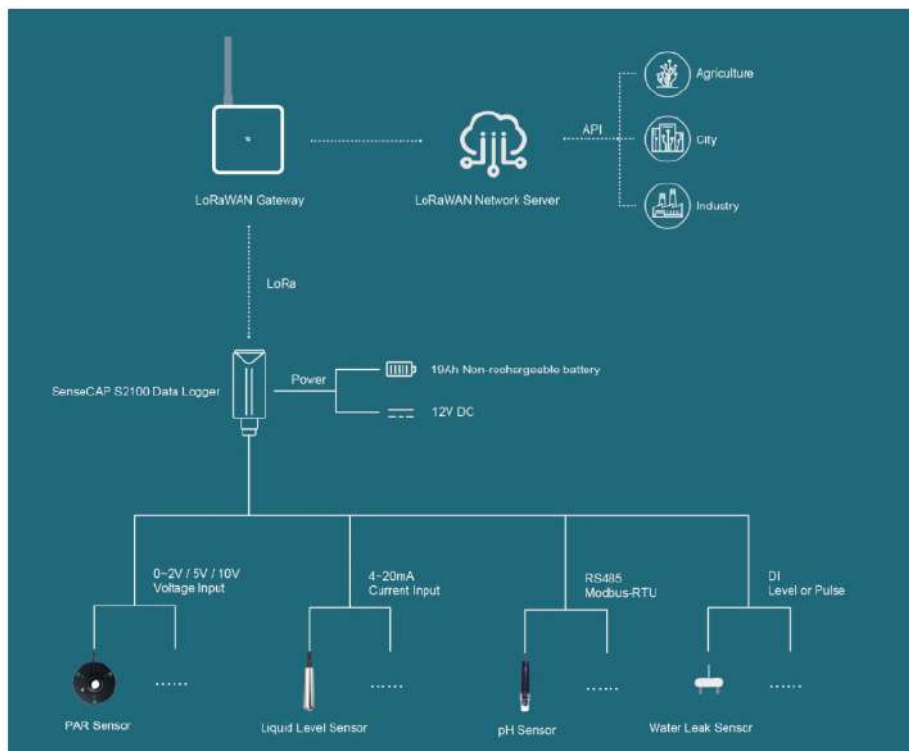 Agriculture
API
City
LoRaWAN Gateway
LoRaWAN Network Server
Industry
LoRa
SenseCAP S2100 Data Logger
Power
19Ah Non-rechargeable battery
12V DC
0~2V / 5V / 10V
Voltage Input
4~20mA
Current Input
RS485
Modbus-RTU
DI
Level or Pulse
PAR Sensor
Liquid Level Sensor
pH Sensor
Water Leak Sensor